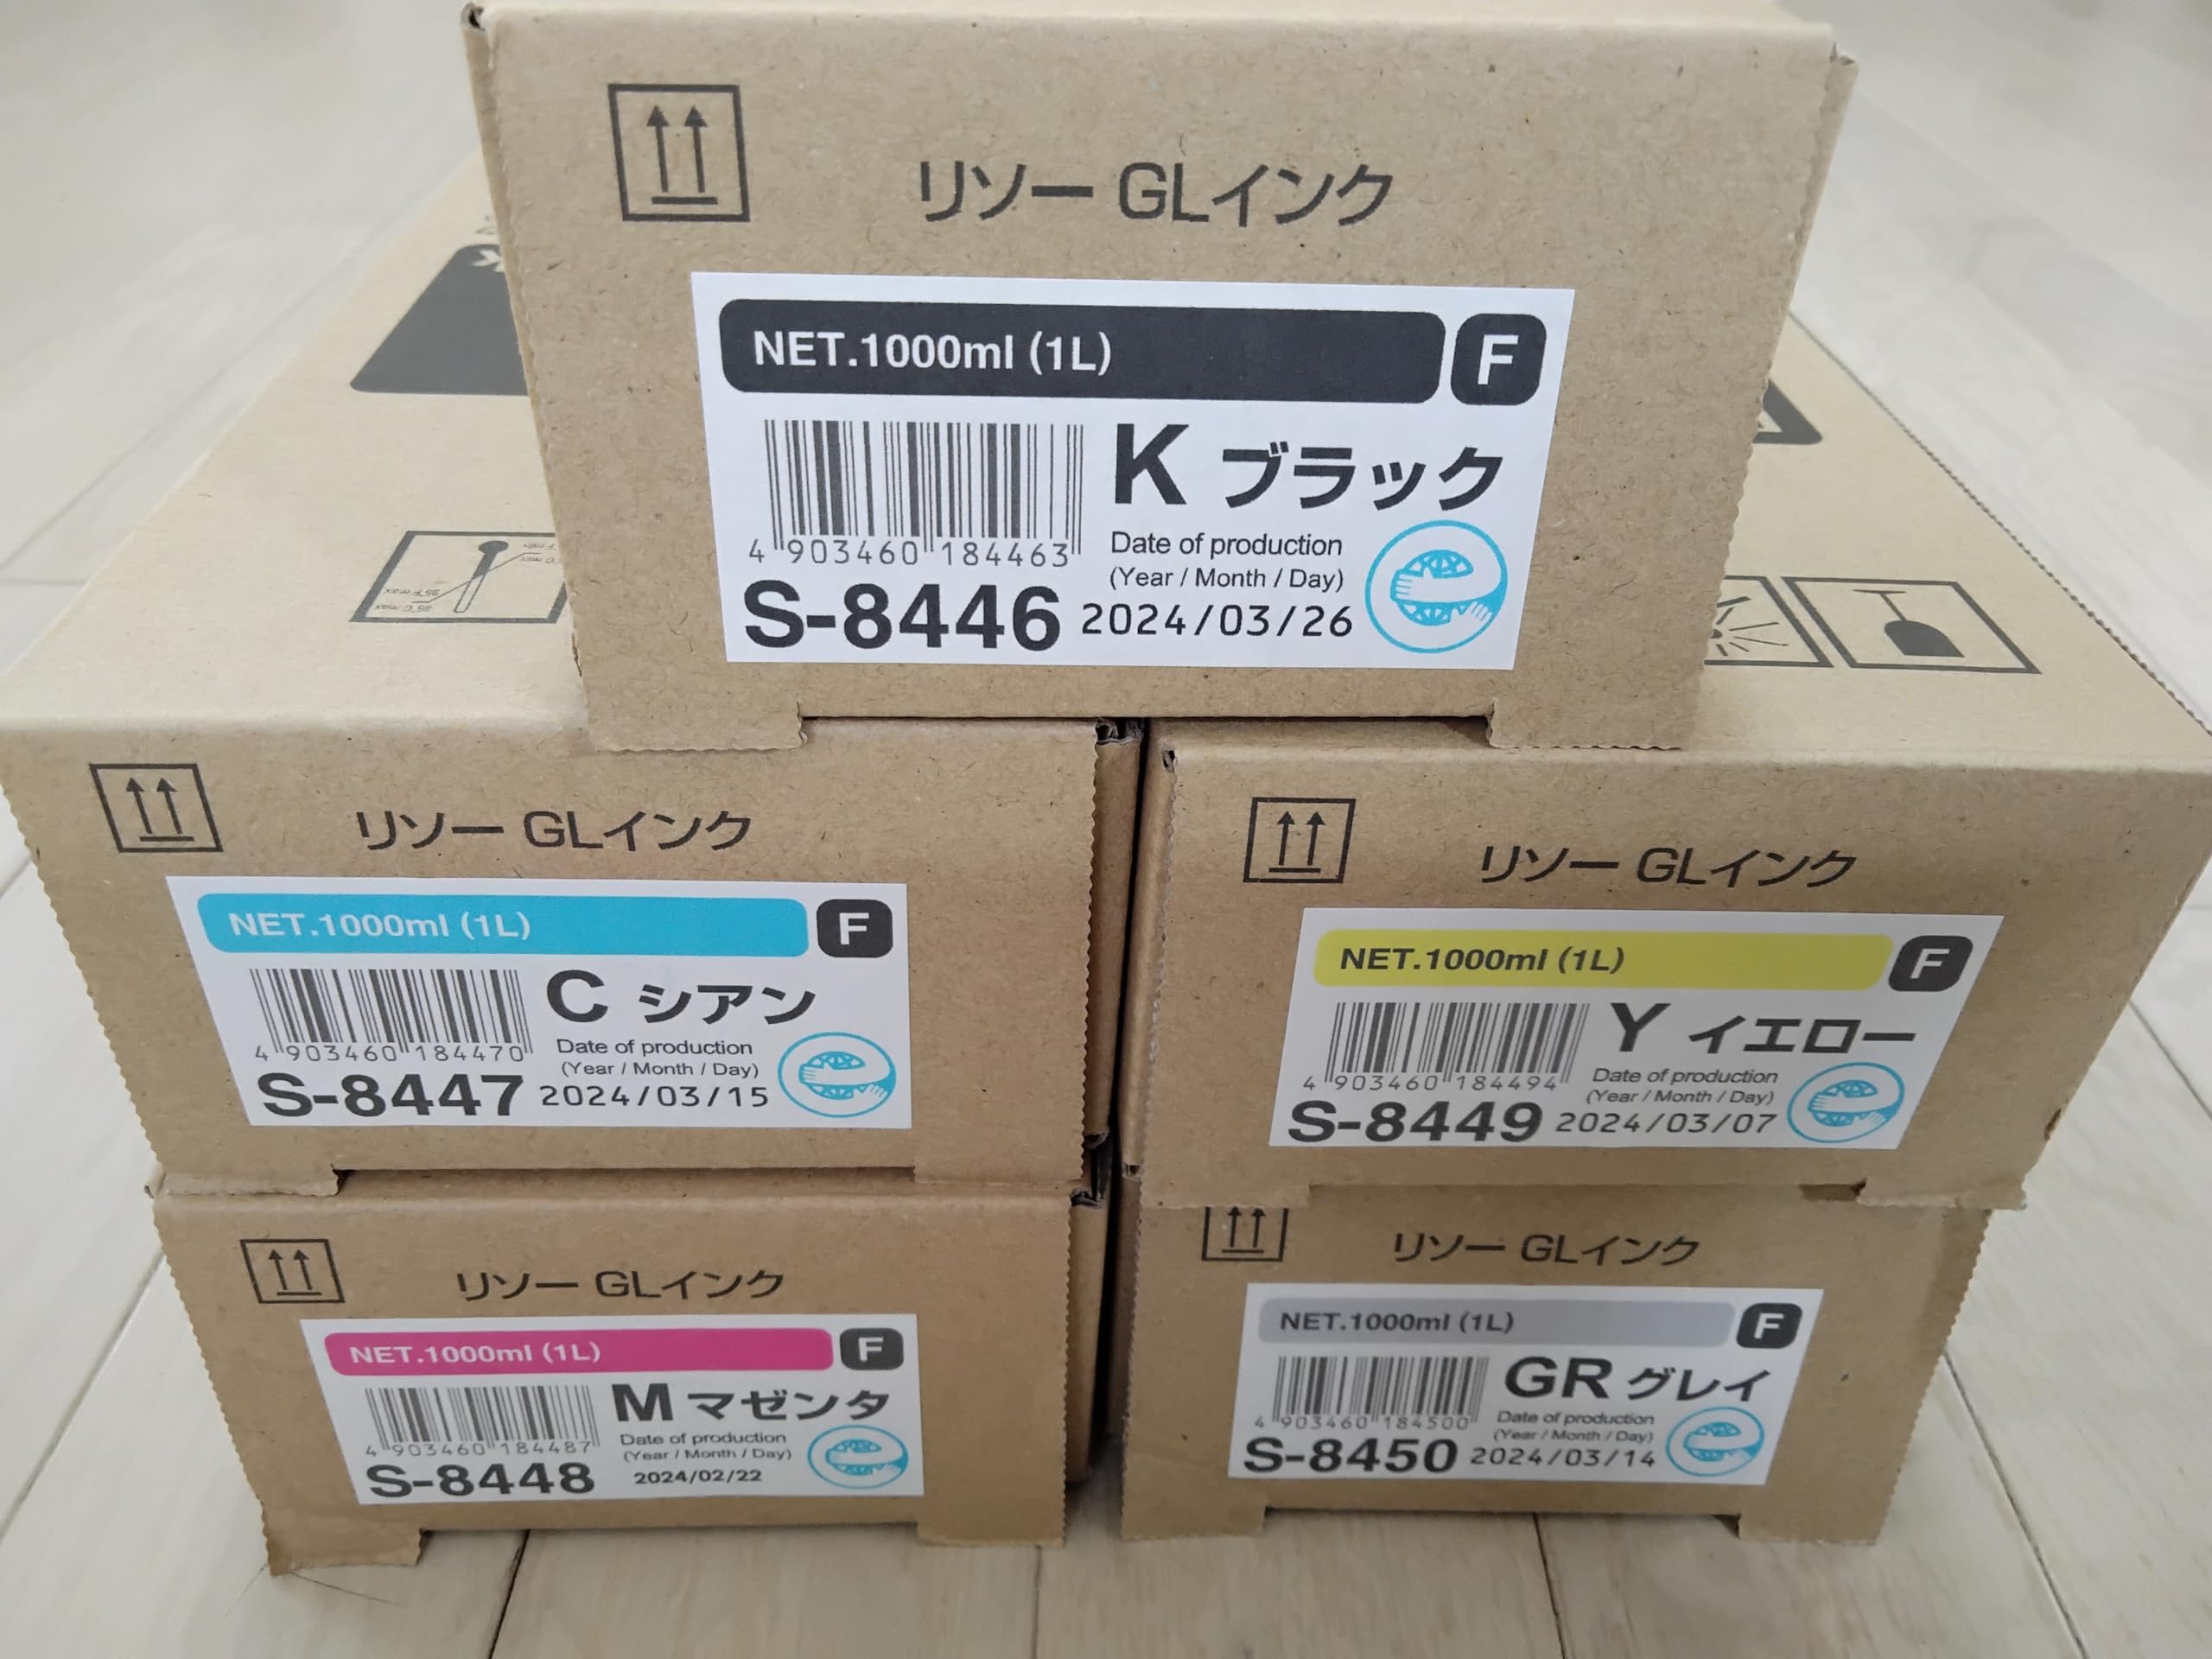 リソー GLインク
NET.1000ml (1L) F
K ブラック
4 903460 184463
Date of production
(Year / Month / Day)
S-8446 2024/03/26
リソー GLインク
NET.1000ml (1L) F
C シアン
4 903460 184470
Date of production
(Year / Month / Day)
S-8447 2024/03/15
リソー GLインク
NET.1000ml (1L) F
Y イエロー
4 903460 184494
Date of production
(Year / Month / Day)
S-8449 2024/03/07
リソー GLインク
NET.1000ml (1L) F
M マゼンタ
4 903460 184487
Date of production
(Year / Month / Day)
S-8448 2024/02/22
リソー GLインク
NET.1000ml (1L) F
GR グレイ
4 903460 184500
Date of production
(Year / Month / Day)
S-8450 2024/03/14